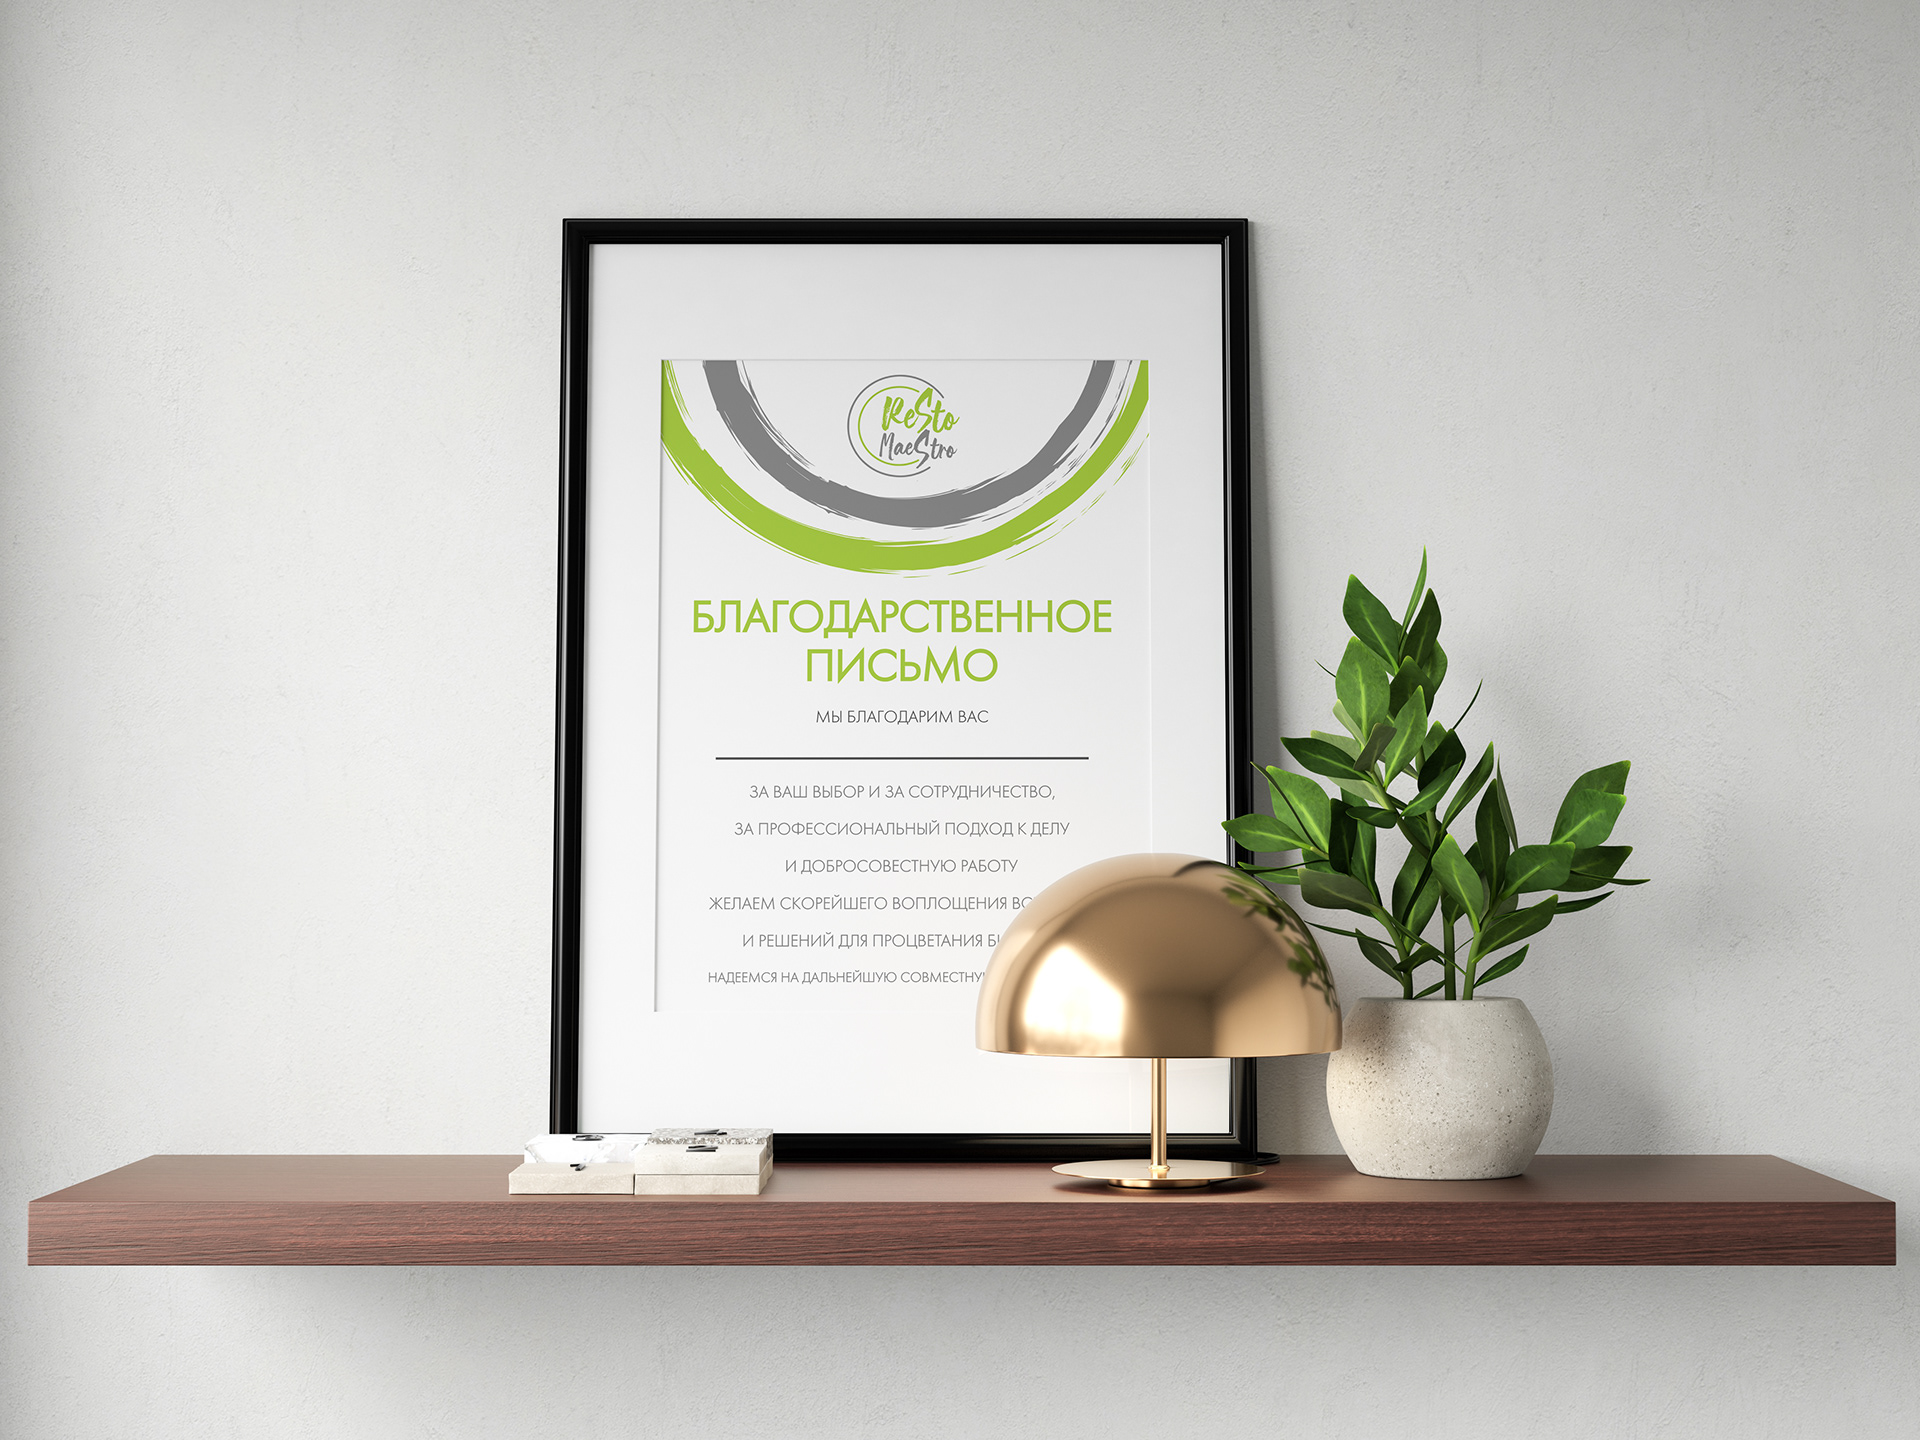 ReSto
MaeStro
БЛАГОДАРСТВЕННОЕ
ПИСЬМО
МЫ БЛАГОДАРИМ ВАС
ЗА ВАШ ВЫБОР И ЗА СОТРУДНИЧЕСТВО,
ЗА ПРОФЕССИОНАЛЬНЫЙ ПОДХОД К ДЕЛУ
И ДОБРОСОВЕСТНУЮ РАБОТУ
ЖЕЛАЕМ СКОРЕЙШЕГО ВОПЛОЩЕНИЯ
И РЕШЕНИЙ ДЛЯ ПРОЦВЕТАНИЯ
НАДЕЕМСЯ НА ДАЛЬНЕЙШУЮ